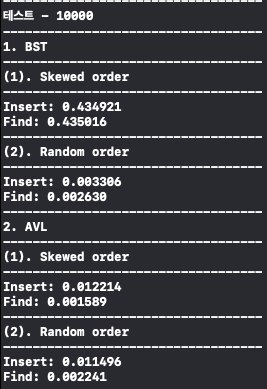 테스트 - 10000
-----------------------------------
1. BST
-----------------------------------
(1). Skewed order
-----------------------------------
Insert: 0.434921
Find: 0.435016
-----------------------------------
(2). Random order
-----------------------------------
Insert: 0.003306
Find: 0.002630
-----------------------------------
2. AVL
-----------------------------------
(1). Skewed order
-----------------------------------
Insert: 0.012214
Find: 0.001589
-----------------------------------
(2). Random order
-----------------------------------
Insert: 0.011496
Find: 0.002241